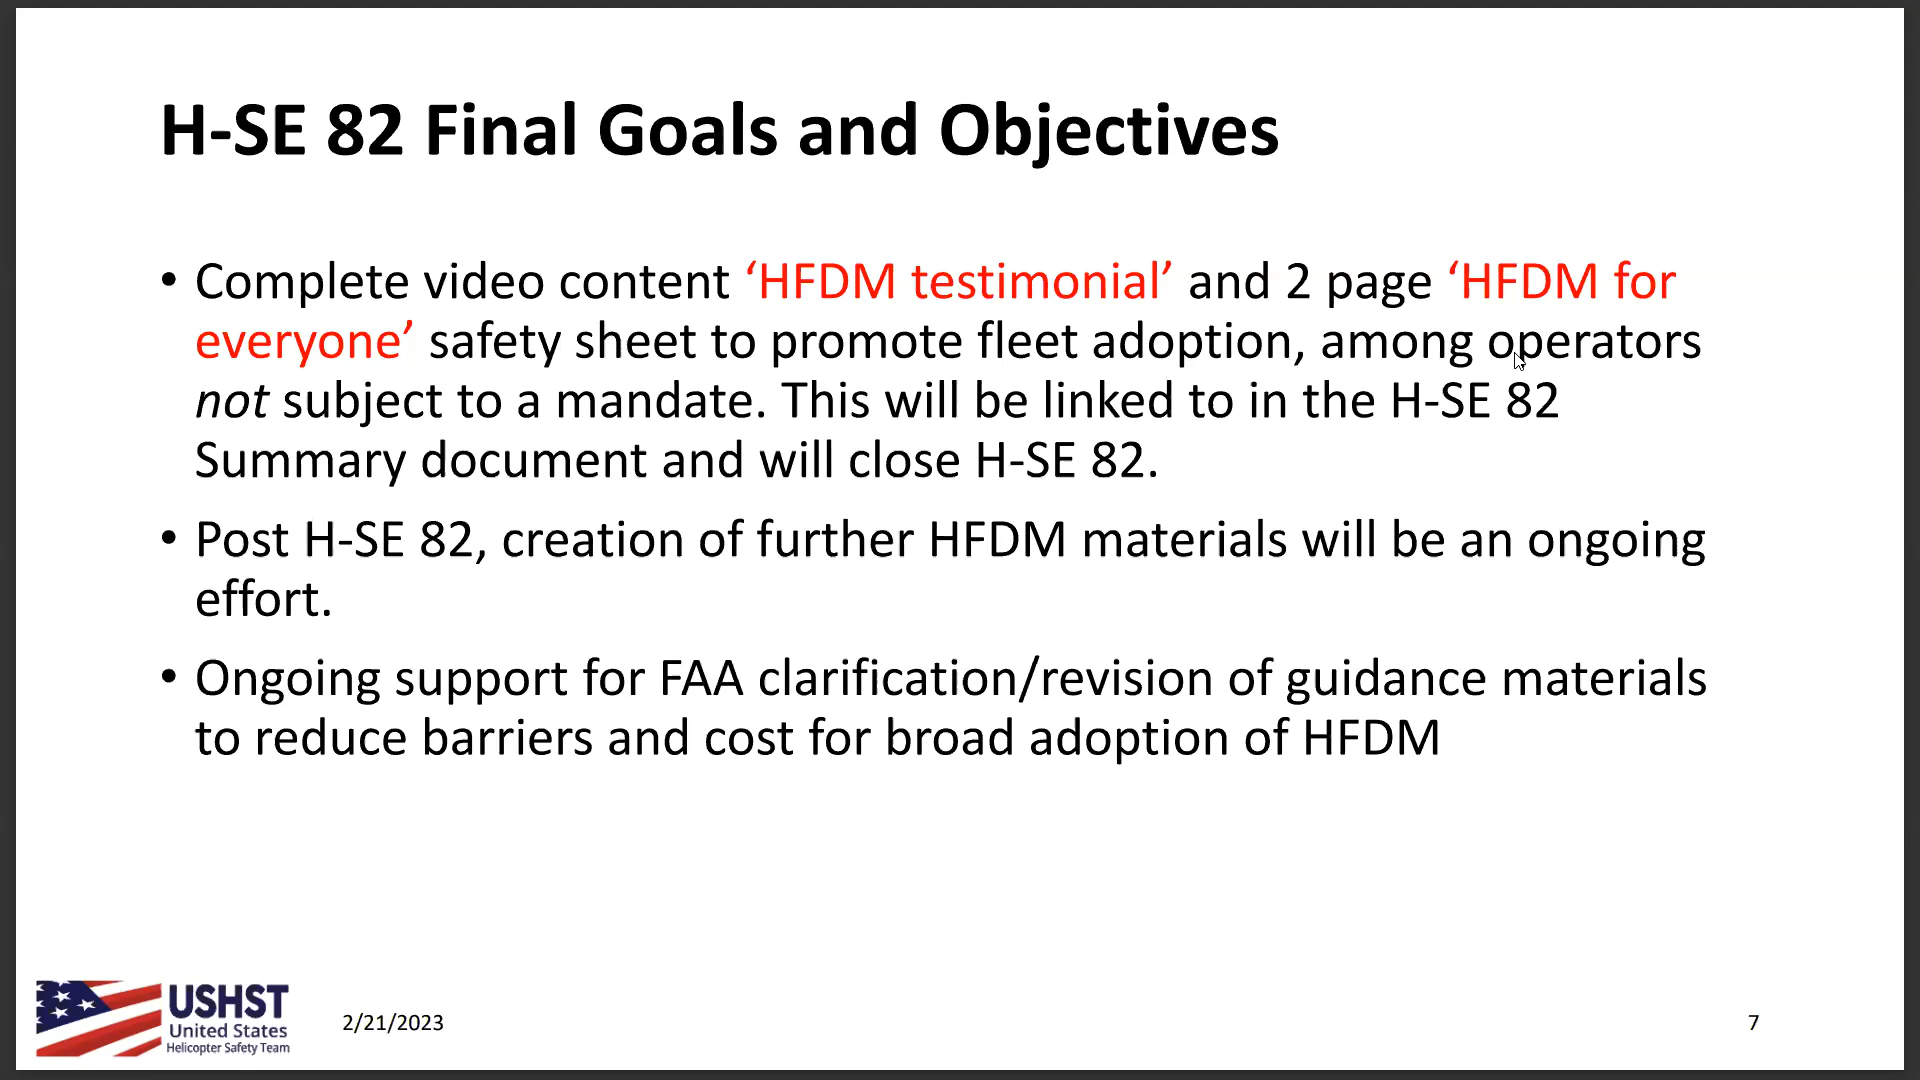 H-SE 82 Final Goals and Objectives
• Complete video content ‘HFDM testimonial’ and 2 page ‘HFDM for
everyone’ safety sheet to promote fleet adoption, among operators
not subject to a mandate. This will be linked to in the H-SE 82
Summary document and will close H-SE 82.
• Post H-SE 82, creation of further HFDM materials will be an ongoing
effort.
• Ongoing support for FAA clarification/revision of guidance materials
to reduce barriers and cost for broad adoption of HFDM
USHST
United States
Helicopter Safety Team
2/21/2023
7